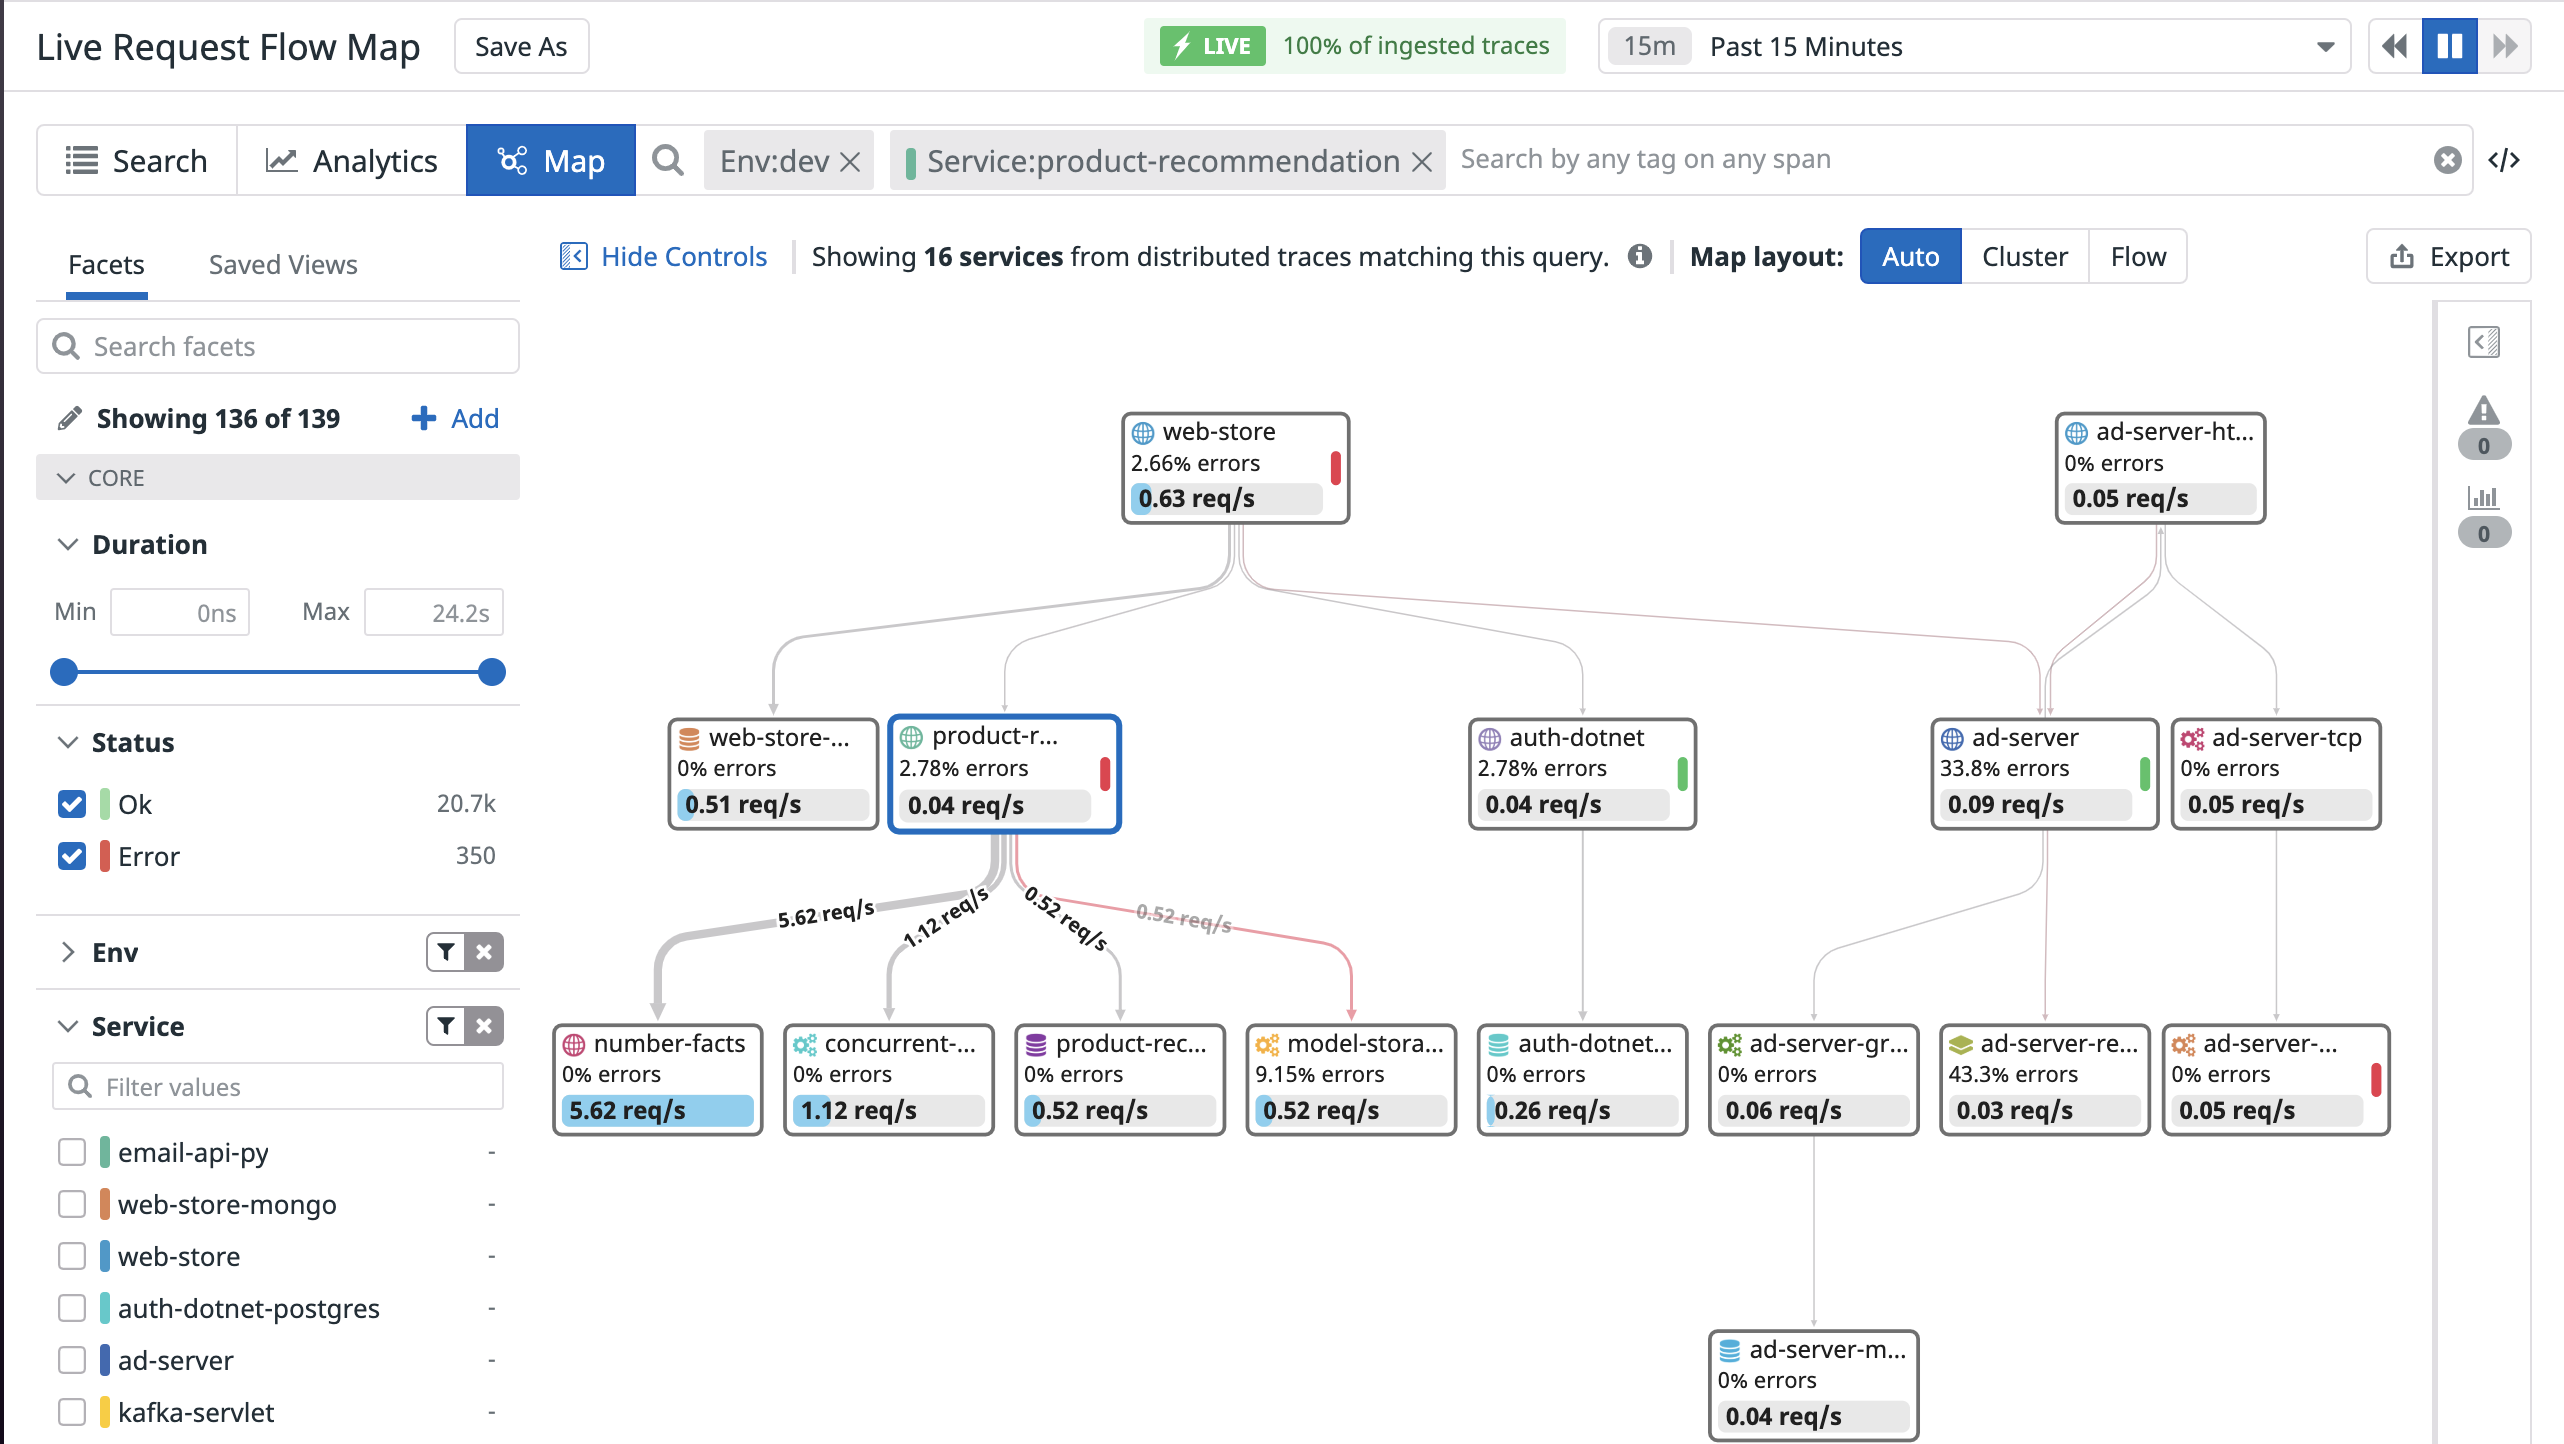 Live Request Flow Map
Save As
LIVE 100% of ingested traces
15m Past 15 Minutes
Search
Analytics
Map
Env:dev
Service:product-recommendation
Search by any tag on any span
</>
Facets
Saved Views
Hide Controls
Showing 16 services from distributed traces matching this query.
Map layout:
Auto
Cluster
Flow
Export
Search facets
Showing 136 of 139
Add
CORE
Duration
Min 0ns Max 24.2s
Status
Ok 20.7k
Error 350
Env
Service
Filter values
email-api-py -
web-store-mongo -
web-store -
auth-dotnet-postgres -
ad-server -
kafka-servlet -
web-store
2.66% errors
0.63 req/s
ad-server-ht...
0% errors
0.05 req/s
web-store-...
0% errors
0.51 req/s
product-r...
2.78% errors
0.04 req/s
auth-dotnet
2.78% errors
0.04 req/s
ad-server
33.8% errors
0.09 req/s
ad-server-tcp
0% errors
0.05 req/s
5.62 req/s
1.12 req/s
0.52 req/s
0.52 req/s
number-facts
0% errors
5.62 req/s
concurrent-...
0% errors
1.12 req/s
product-rec...
0% errors
0.52 req/s
model-stora...
9.15% errors
0.52 req/s
auth-dotnet...
0% errors
0.26 req/s
ad-server-gr...
0% errors
0.06 req/s
ad-server-re...
43.3% errors
0.03 req/s
ad-server-...
0% errors
0.05 req/s
ad-server-m...
0% errors
0.04 req/s
0
0